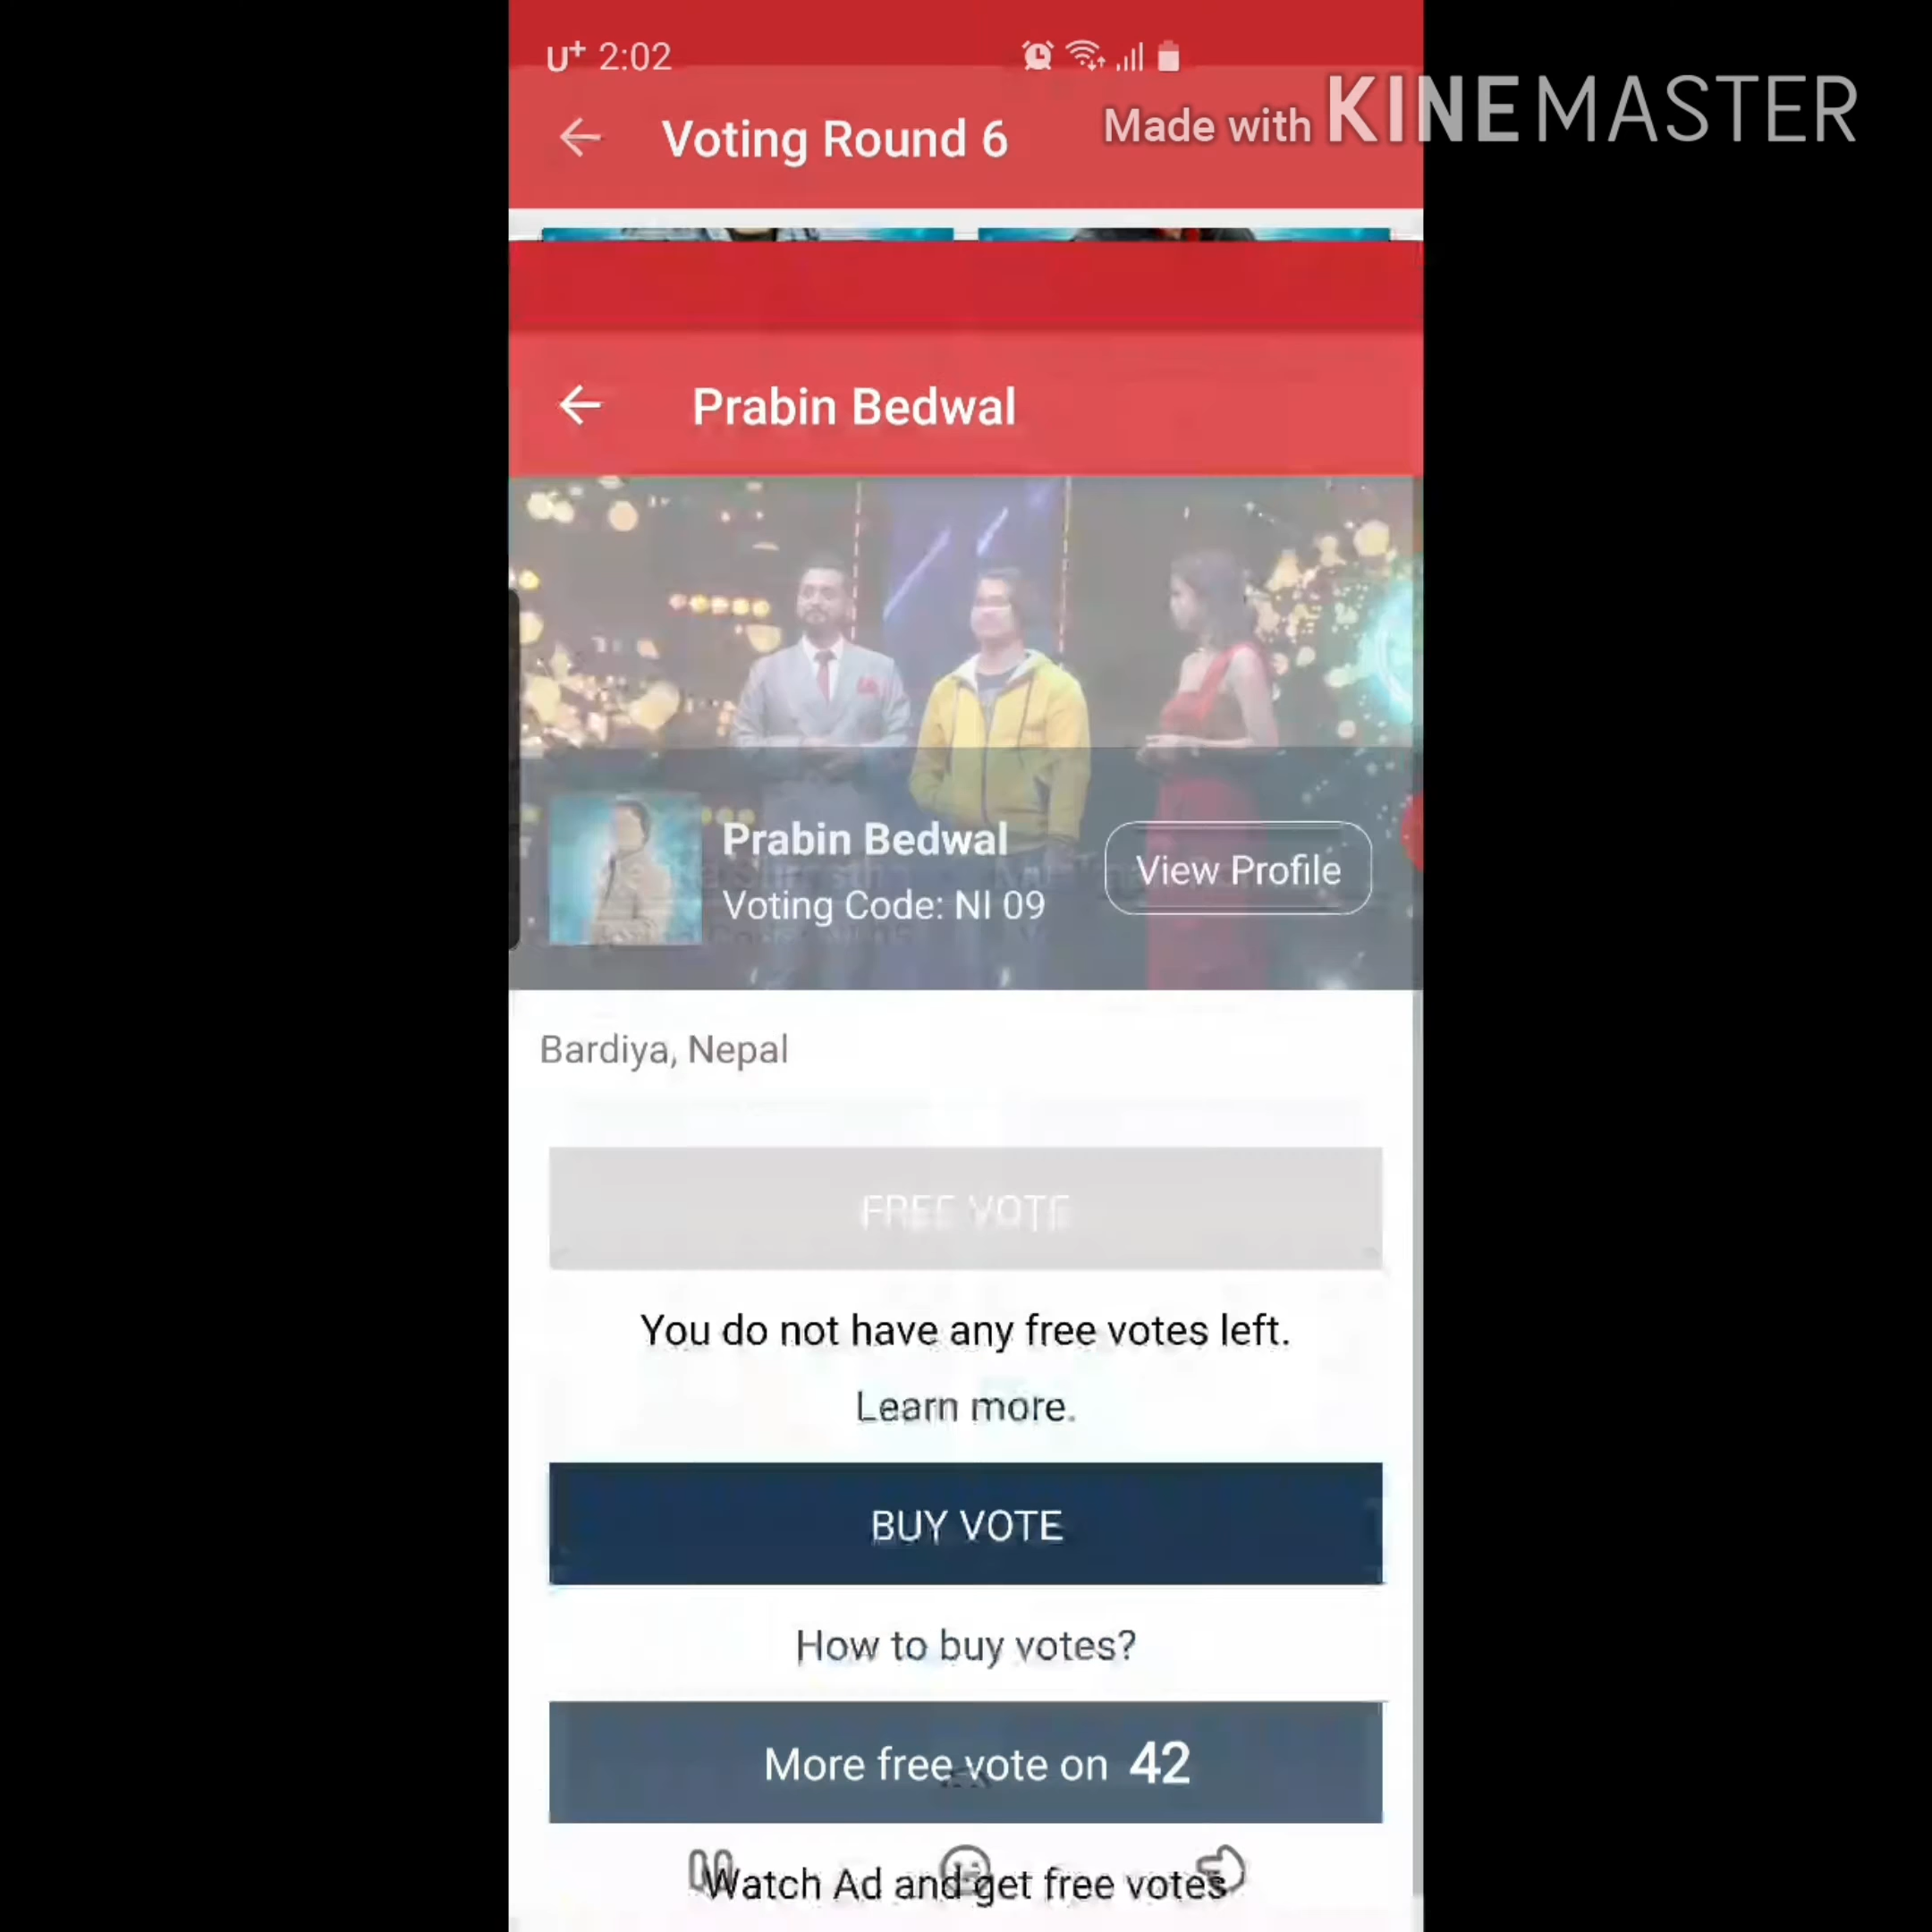 U+ 2:02
Made with KINEMASTER
Voting Round 6
Prabin Bedwal
Prabin Bedwal
View Profile
Voting Code: NI 09
Bardiya, Nepal
FREE VOTE
You do not have any free votes left.
Learn more.
BUY VOTE
How to buy votes?
More free vote on 42
Watch Ad and get free votes